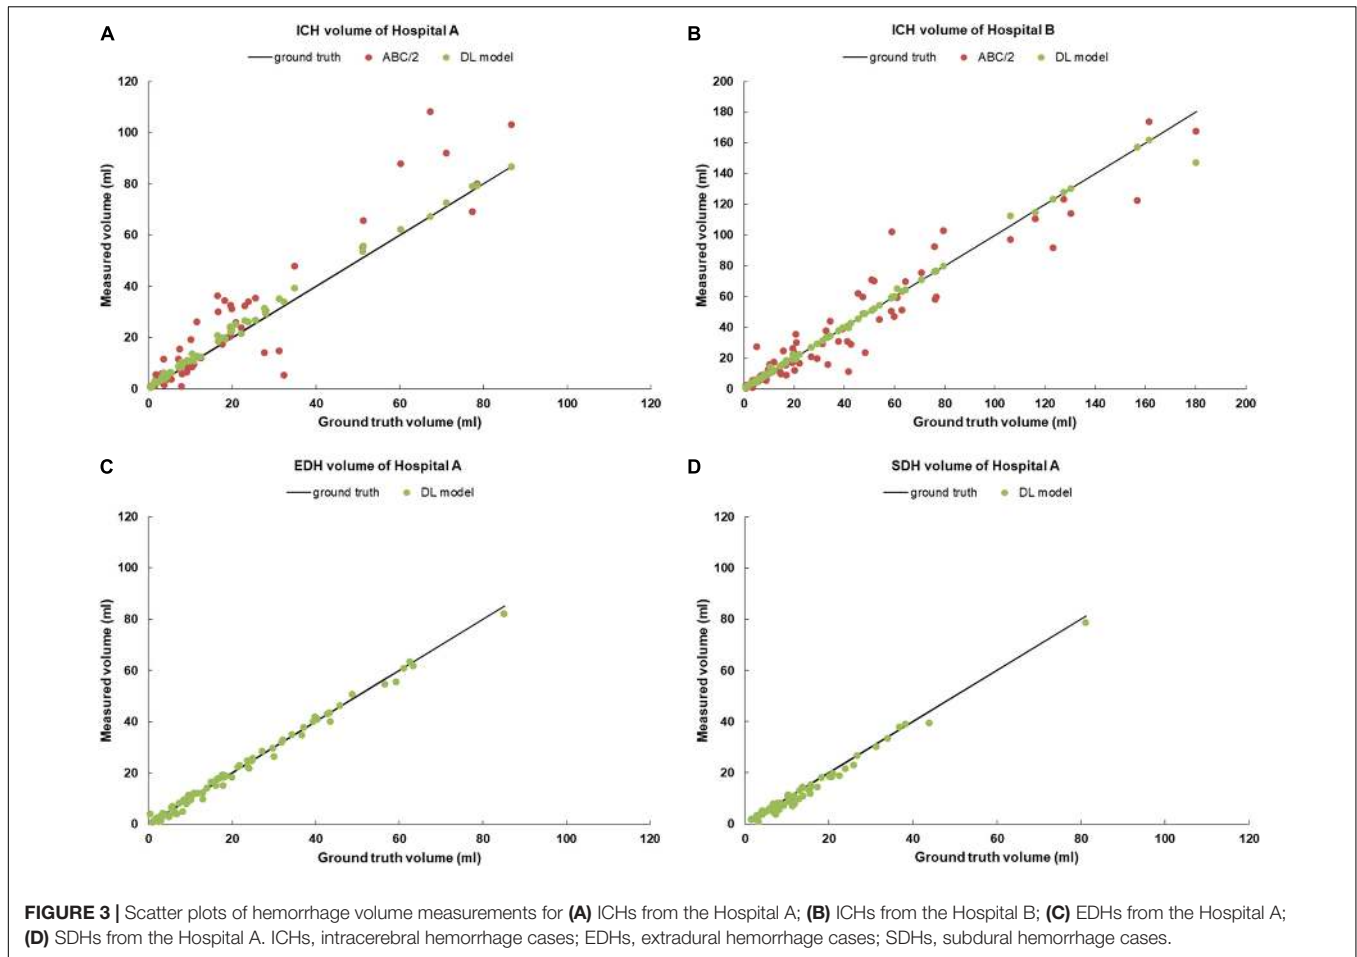 A
ICH volume of Hospital A
ground truth ABC/2 DL model
120
100
80
60
40
20
0
Measured volume (ml)
0 20 40 60 80 100 120
Ground truth volume (ml)
B
ICH volume of Hospital B
ground truth ABC/2 DL model
200
180
160
140
120
100
80
60
40
20
0
Measured volume (ml)
0 20 40 60 80 100 120 140 160 180 200
Ground truth volume (ml)
C
EDH volume of Hospital A
ground truth DL model
120
100
80
60
40
20
0
Measured volume (ml)
0 20 40 60 80 100 120
Ground truth volume (ml)
D
SDH volume of Hospital A
ground truth DL model
120
100
80
60
40
20
0
Measured volume (ml)
0 20 40 60 80 100 120
Ground truth volume (ml)
FIGURE 3 | Scatter plots of hemorrhage volume measurements for (A) ICHs from the Hospital A; (B) ICHs from the Hospital B; (C) EDHs from the Hospital A;
(D) SDHs from the Hospital A. ICHs, intracerebral hemorrhage cases; EDHs, extradural hemorrhage cases; SDHs, subdural hemorrhage cases.